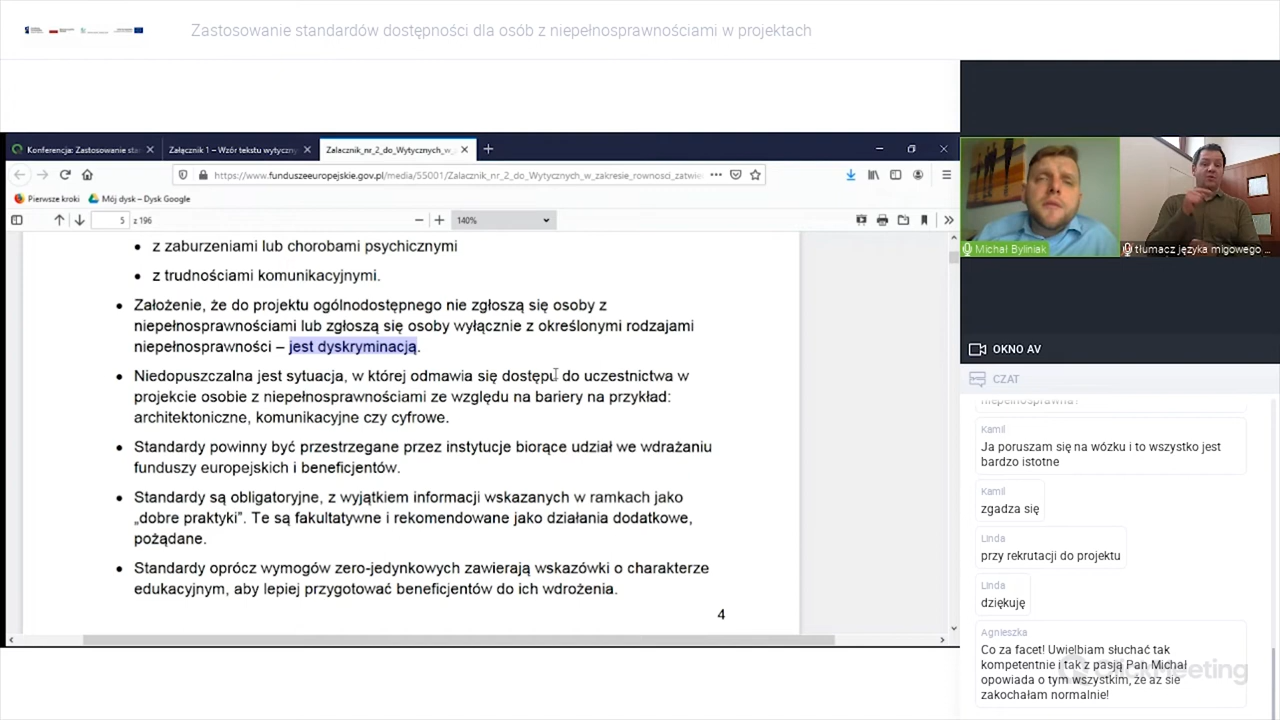 Zastosowanie standardów dostępności dla osób z niepełnosprawnościami w projektach
Konferencja: Zastosowanie sta
Załącznik 1 – Wzór tekstu wytyczn
Zalacznik_nr_2_do_Wytycznych_w_
https://www.funduszeeuropejskie.gov.pl/media/55001/Zalacznik_nr_2_do_Wytycznych_w_zakresie_rownosci_zatwie
Pierwsze kroki
Mój dysk – Dysk Google
5
z 196
140%
• z zaburzeniami lub chorobami psychicznymi
• z trudnościami komunikacyjnymi.
• Założenie, że do projektu ogólnodostępnego nie zgłoszą się osoby z
niepełnosprawnościami lub zgłoszą się osoby wyłącznie z określonymi rodzajami
niepełnosprawności – jest dyskryminacją.
• Niedopuszczalna jest sytuacja, w której odmawia się dostępu do uczestnictwa w
projekcie osobie z niepełnosprawnościami ze względu na bariery na przykład:
architektoniczne, komunikacyjne czy cyfrowe.
• Standardy powinny być przestrzegane przez instytucje biorące udział we wdrażaniu
funduszy europejskich i beneficjentów.
• Standardy są obligatoryjne, z wyjątkiem informacji wskazanych w ramkach jako
„dobre praktyki”. Te są fakultatywne i rekomendowane jako działania dodatkowe,
pożądane.
• Standardy oprócz wymogów zero-jedynkowych zawierają wskazówki o charakterze
edukacyjnym, aby lepiej przygotować beneficjentów do ich wdrożenia.
4
Michał Byliniak
tłumacz języka migowego ...
OKNO AV
CZAT
niepełnosprawna?
Kamil
Ja poruszam się na wózku i to wszystko jest
bardzo istotne
Kamil
zgadza się
Linda
przy rekrutacji do projektu
Linda
dziękuję
Agnieszka
Co za facet! Uwielbiam słuchać tak
kompetentnie i tak z pasją Pan Michał
opowiada o tym wszystkim, że aż sie
zakochałam normalnie!
ClickMeeting